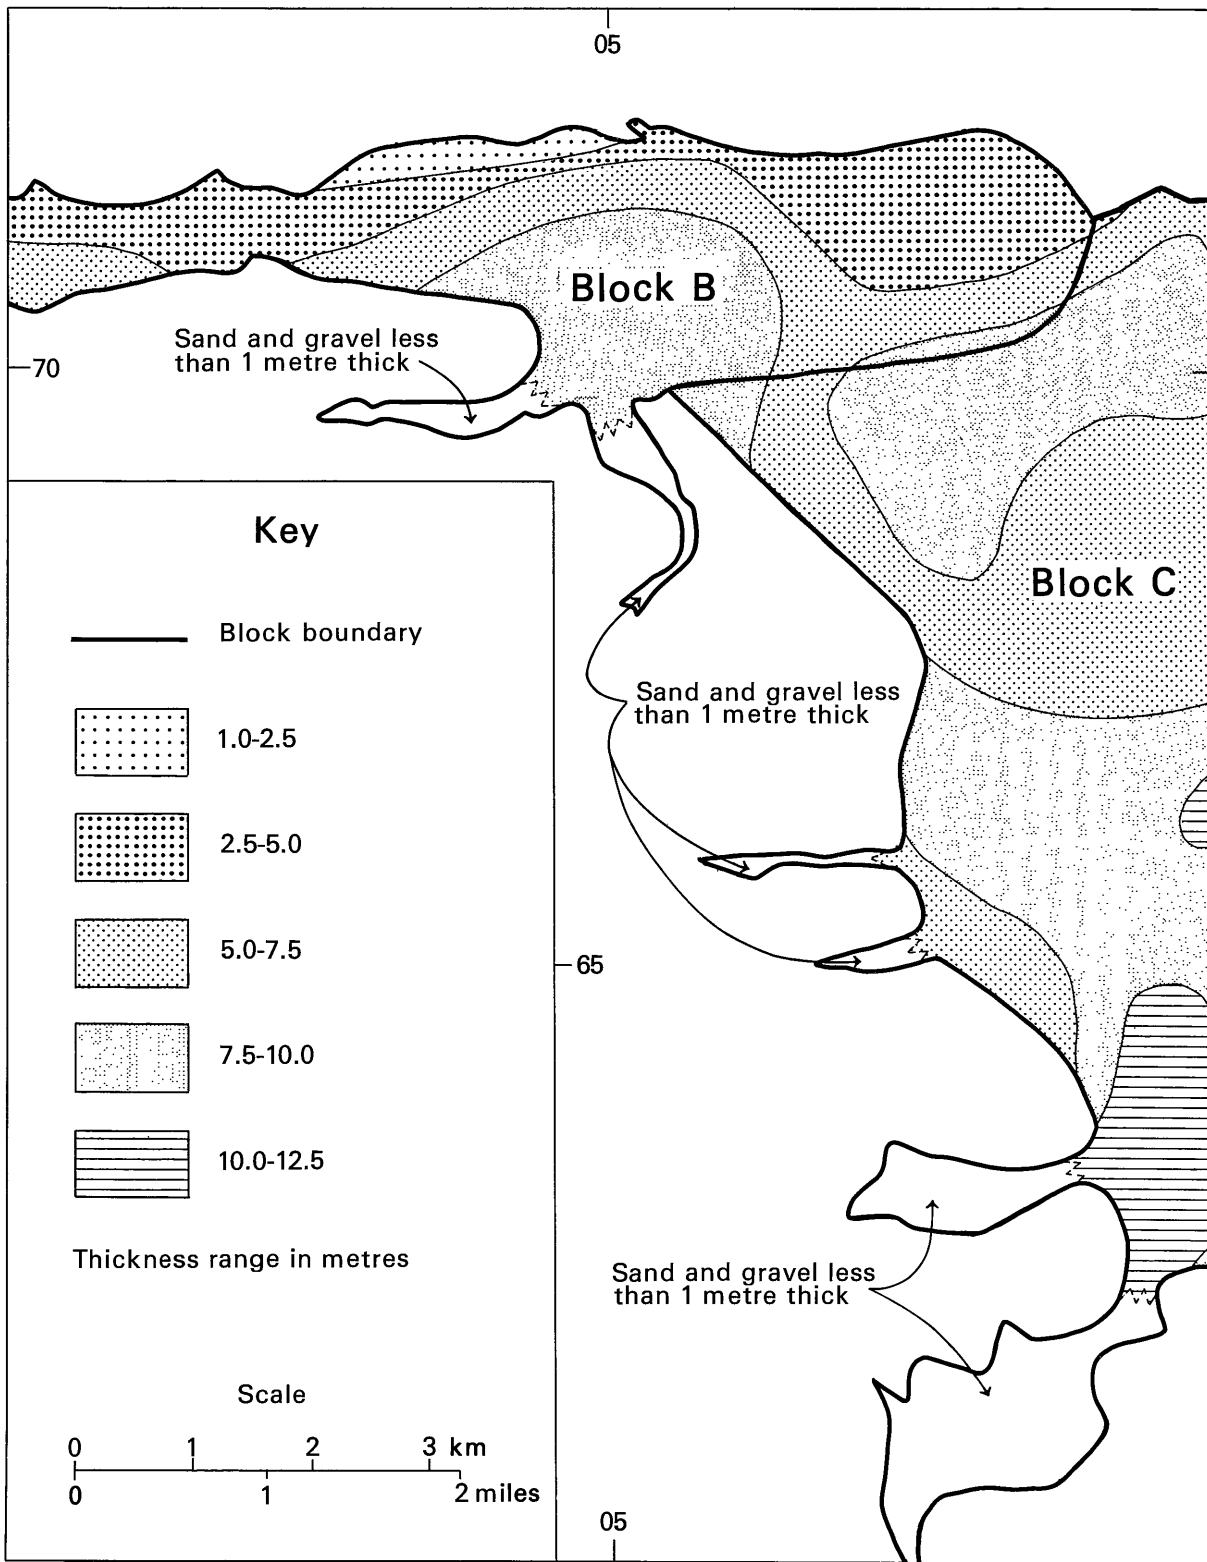 05
Block B
Sand and gravel less
than 1 metre thick
70
Key
Block C
Block boundary
Sand and gravel less
than 1 metre thick
1.0-2.5
2.5-5.0
5.0-7.5
65
7.5-10.0
10.0-12.5
Thickness range in metres
Sand and gravel less
than 1 metre thick
Scale
0 1 2 3 km
0 1 2 miles
05